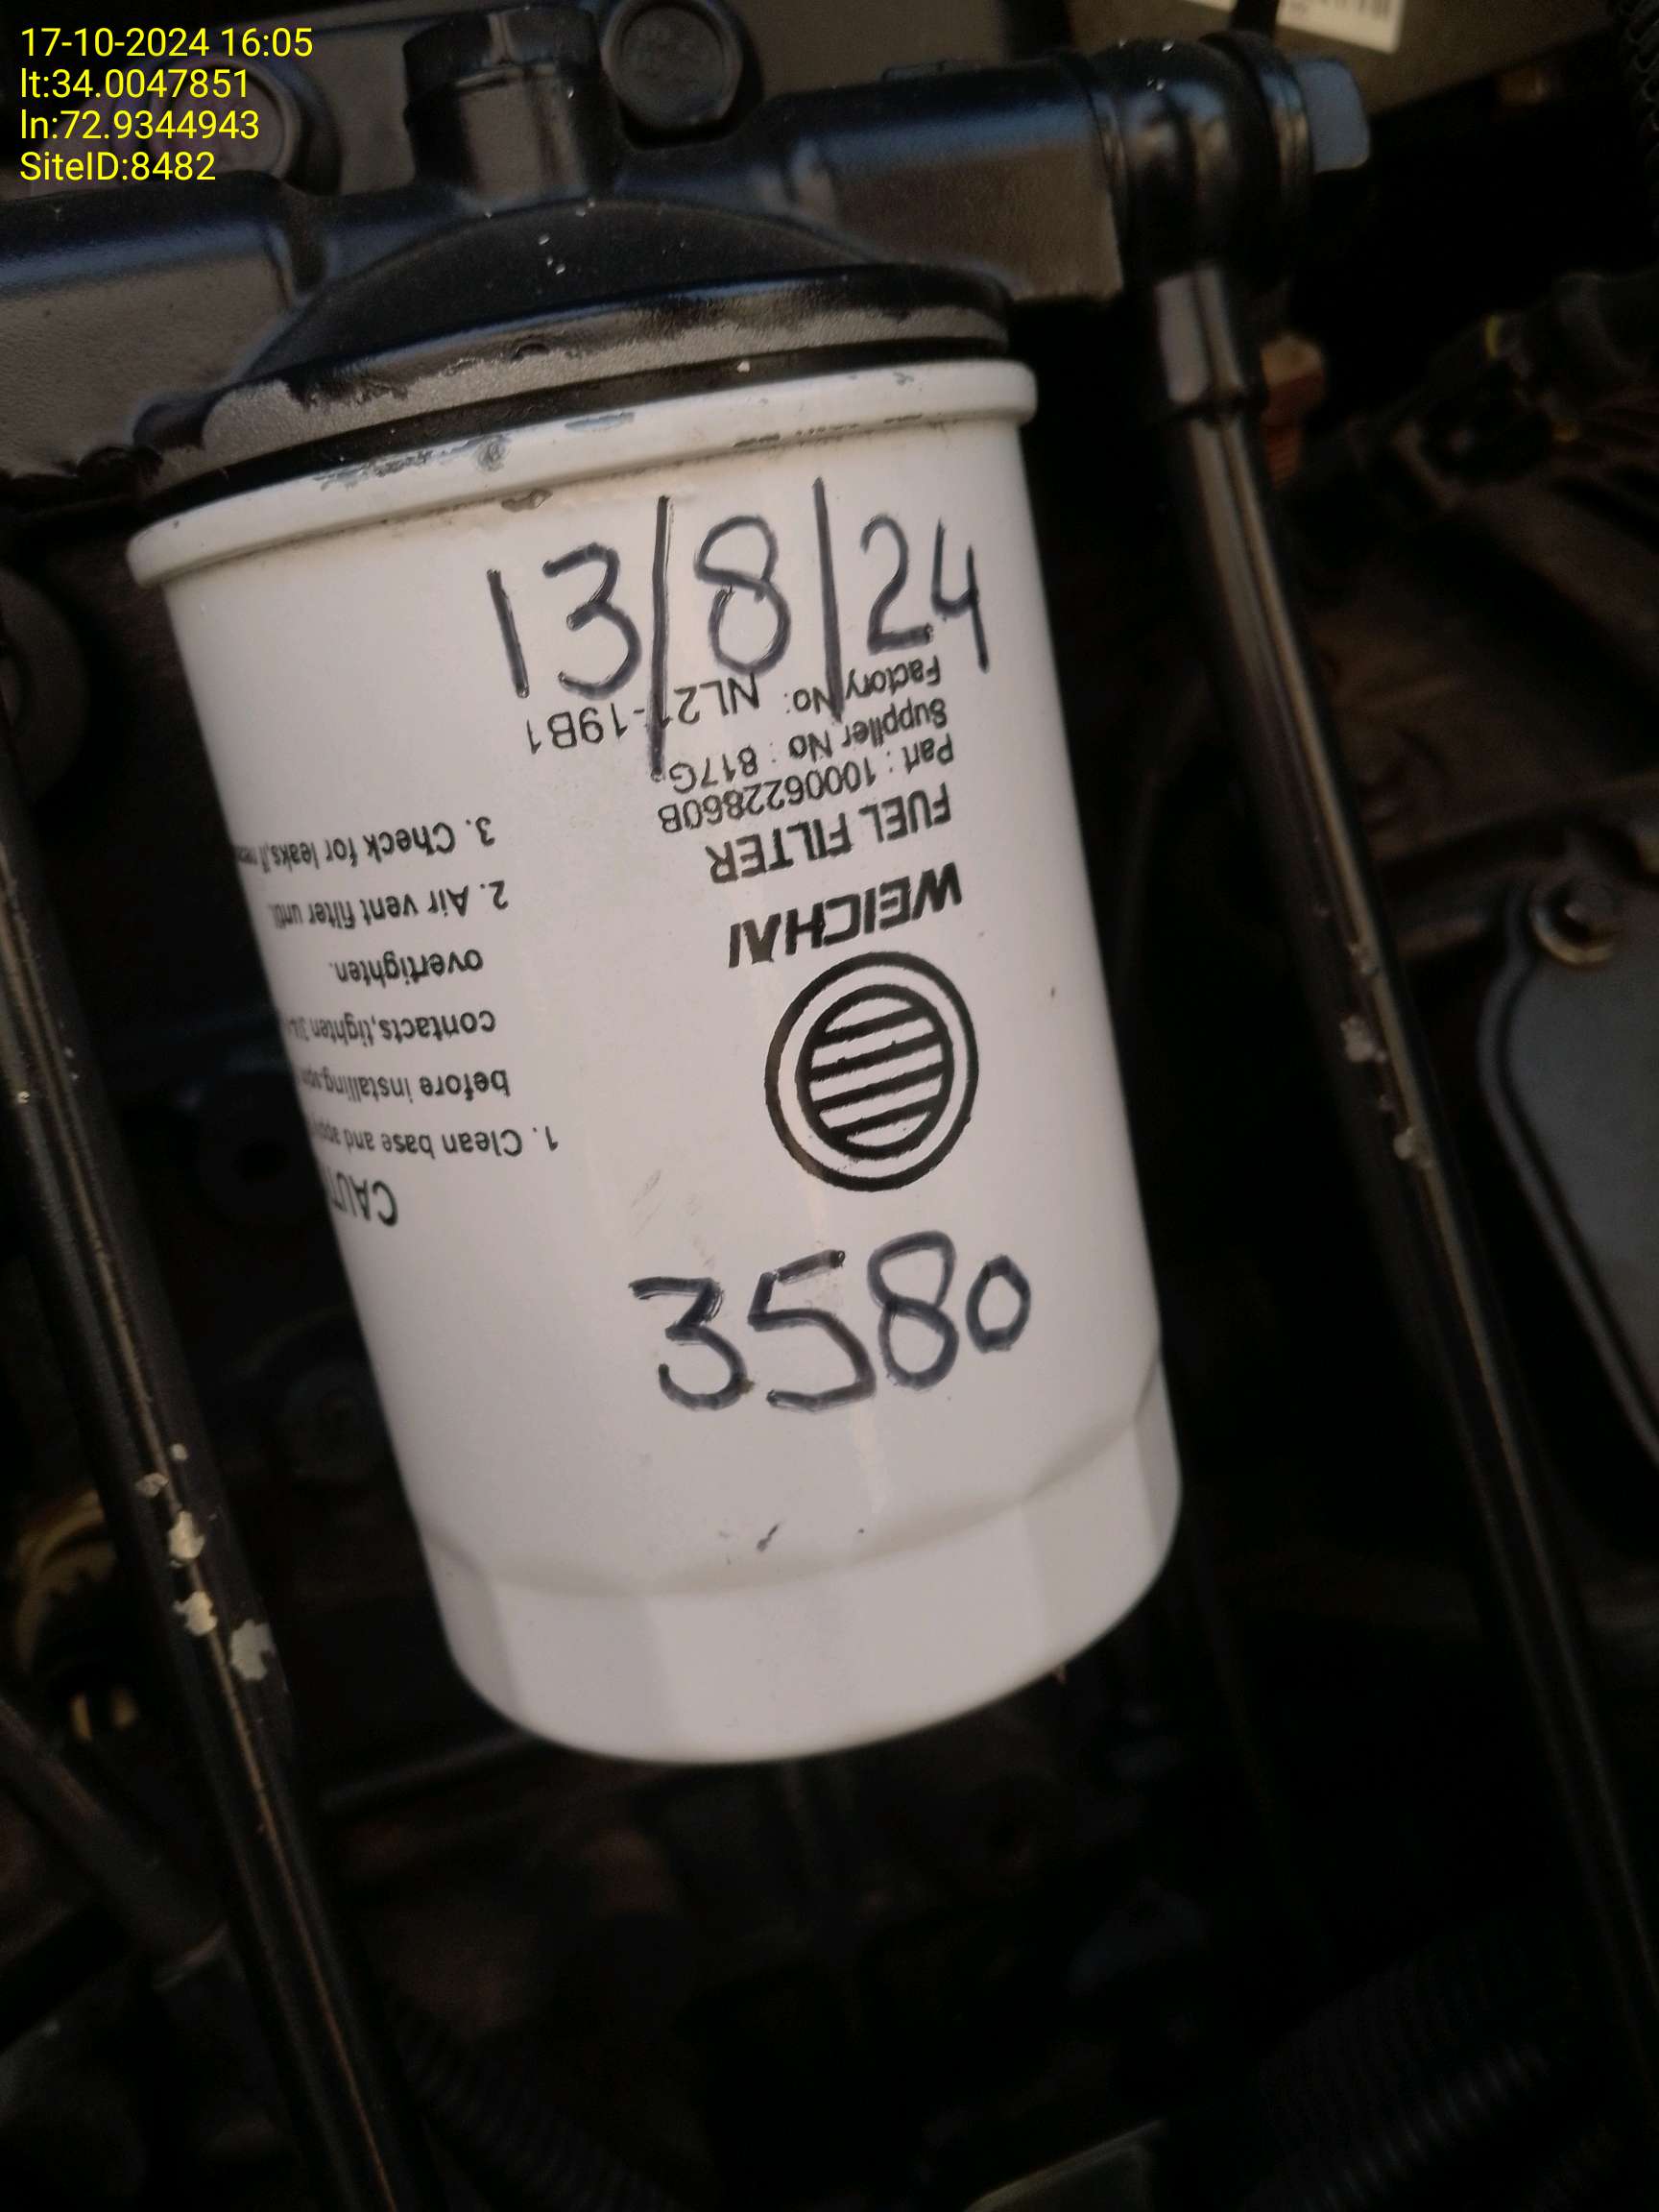 17-10-2024 16:05
lt:34.0047851
ln:72.9344943
SiteID:8482
13/8/24
3580
WEICHAI
FUEL FILTER
Part : 1000622860B
Supplier No : 817G
Factory No: NL21-19B1
1. Clean base and
before installing,
contacts,tighten
overtighten.
2. Air vent filter
3. Check for leaks,